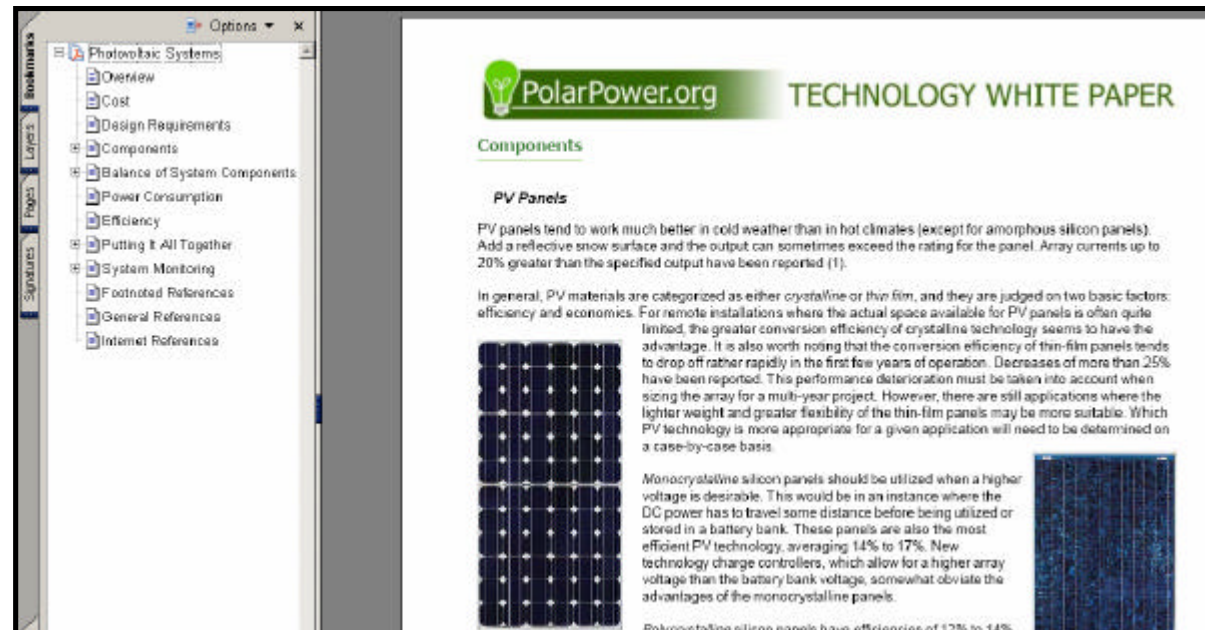 Options
Bookmarks
Layers
Pages
Signatures
Photovoltaic Systems
Overview
Cost
Design Requirements
Components
Balance of System Components
Power Consumption
Efficiency
Putting It All Together
System Monitoring
Footnoted References
General References
Internet References
PolarPower.org
TECHNOLOGY WHITE PAPER
Components
PV Panels
PV panels tend to work much better in cold weather than in hot climates (except for amorphous silicon panels).
Add a reflective snow surface and the output can sometimes exceed the rating for the panel. Array currents up to
20% greater than the specified output have been reported (1).
In general, PV materials are categorized as either crystalline or thin film, and they are judged on two basic factors:
efficiency and economics. For remote installations where the actual space available for PV panels is often quite
limited, the greater conversion efficiency of crystalline technology seems to have the
advantage. It is also worth noting that the conversion efficiency of thin-film panels tends
to drop off rather rapidly in the first few years of operation. Decreases of more than 25%
have been reported. This performance deterioration must be taken into account when
sizing the array for a multi-year project. However, there are still applications where the
lighter weight and greater flexibility of the thin-film panels may be more suitable. Which
PV technology is more appropriate for a given application will need to be determined on
a case-by-case basis.
Monocrystalline silicon panels should be utilized when a higher
voltage is desirable. This would be in an instance where the
DC power has to travel some distance before being utilized or
stored in a battery bank. These panels are also the most
efficient PV technology, averaging 14% to 17%. New
technology charge controllers, which allow for a higher array
voltage than the battery bank voltage, somewhat obviate the
advantages of the monocrystalline panels.
Polycrystalline silicon panels have efficiencies of 12% to 14%